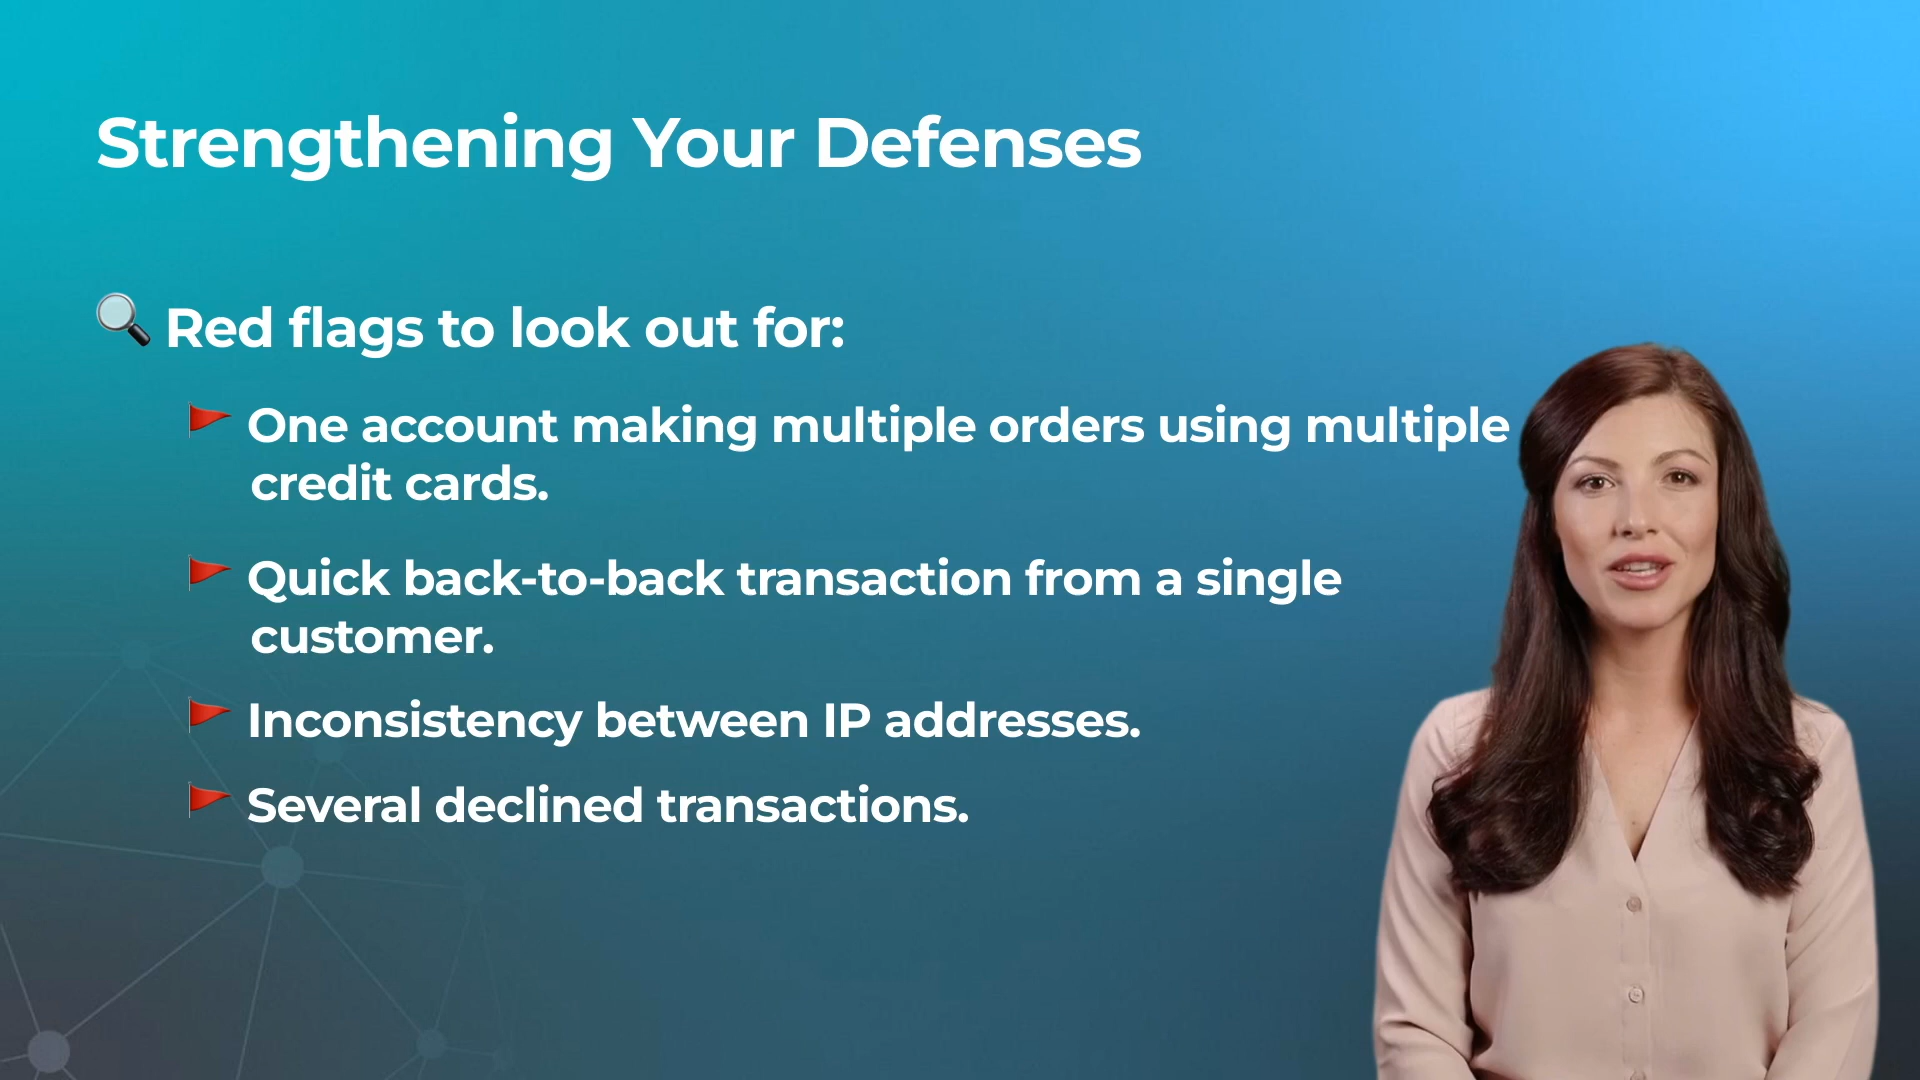 Strengthening Your Defenses
Red flags to look out for:
One account making multiple orders using multiple
credit cards.
Quick back-to-back transaction from a single
customer.
Inconsistency between IP addresses.
Several declined transactions.